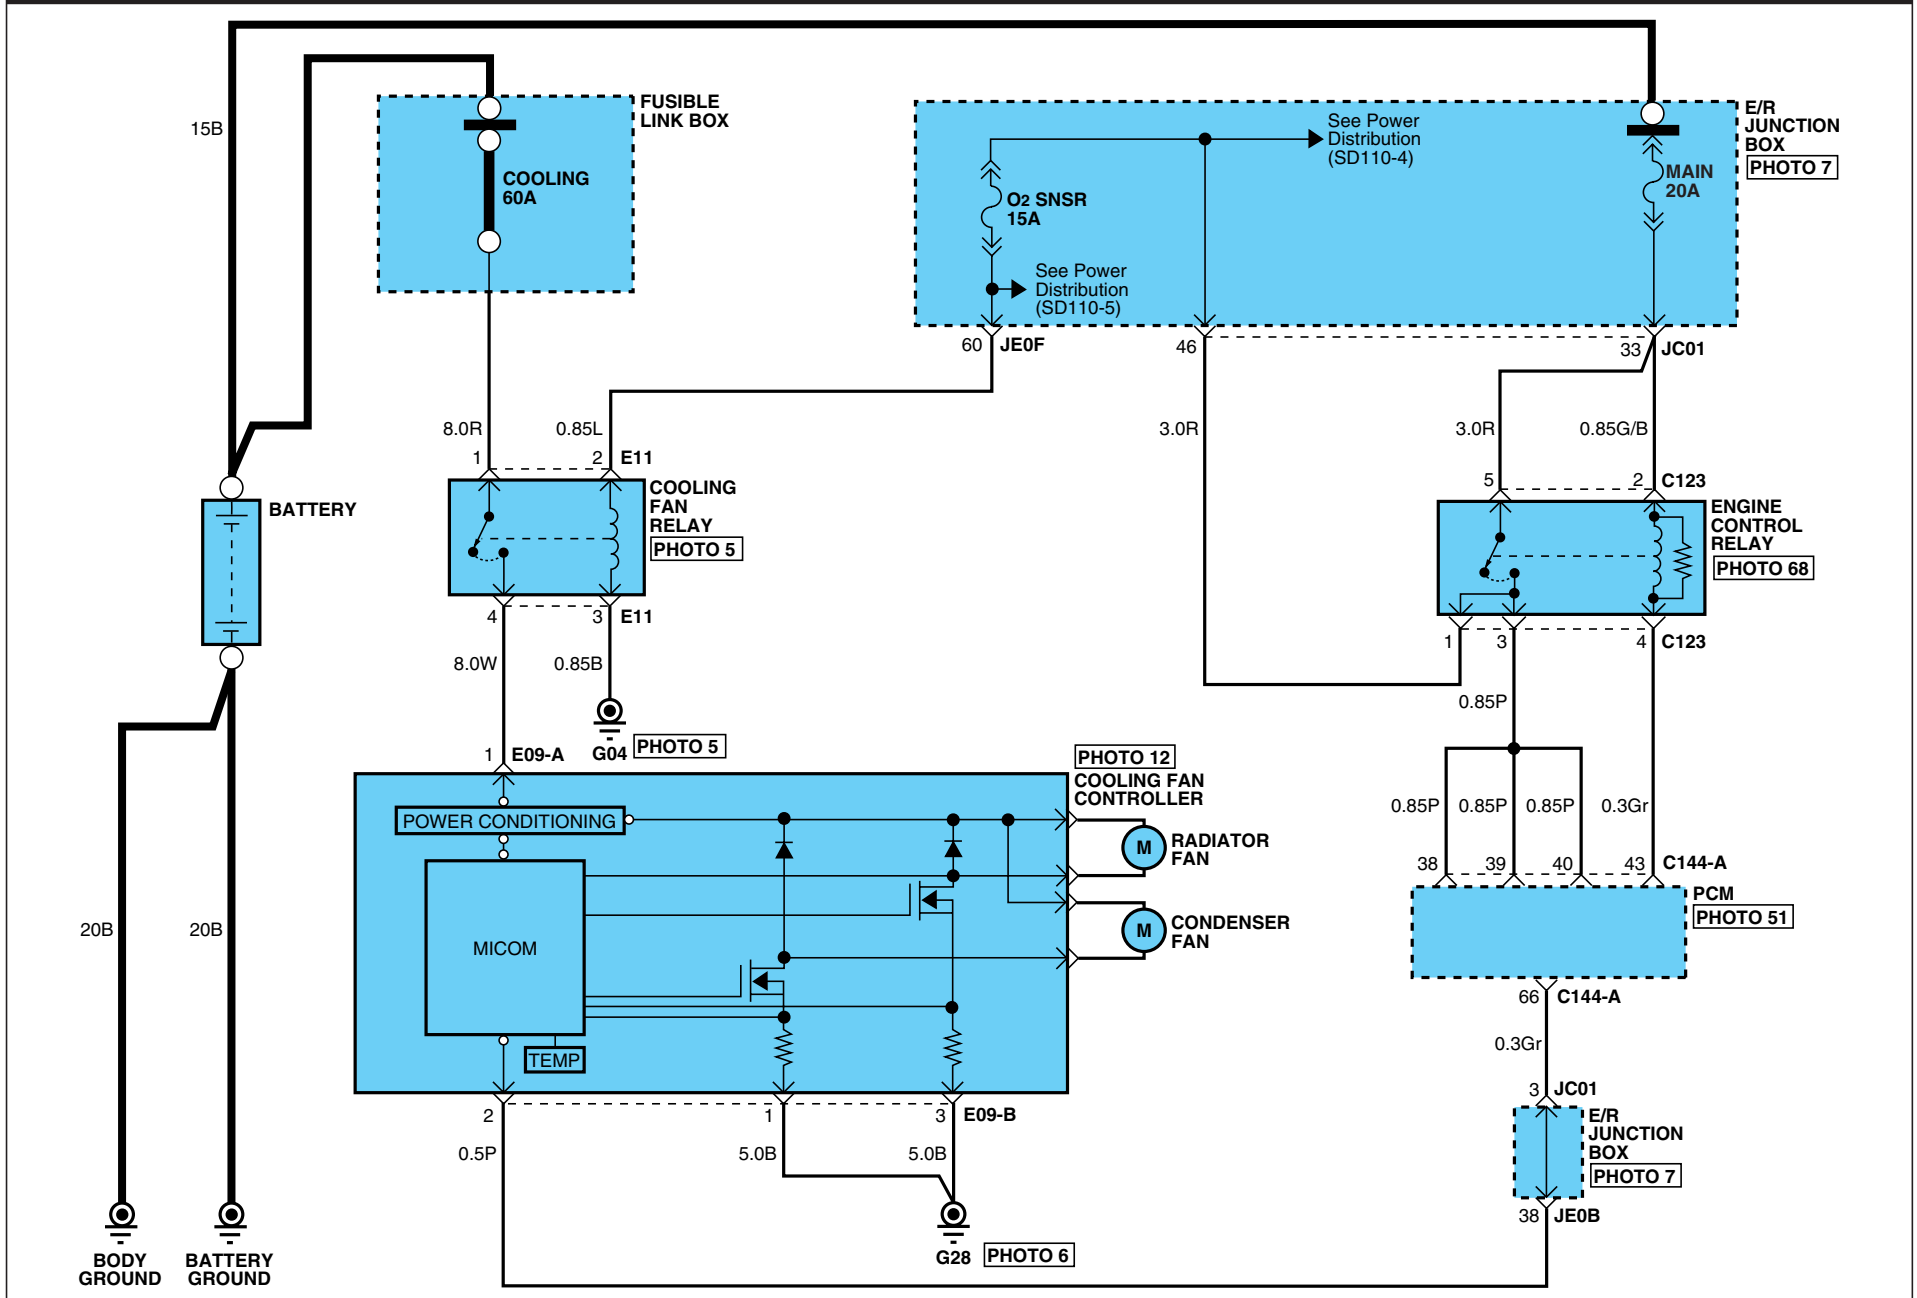 15B
FUSIBLE
LINK BOX
COOLING
60A
See Power
Distribution
(SD110-4)
O2 SNSR
15A
See Power
Distribution
(SD110-5)
E/R
JUNCTION
BOX
PHOTO 7
MAIN
20A
60 JE0F
46
33 JC01
8.0R
0.85L
3.0R
3.0R
0.85G/B
1
2 E11
5
2 C123
BATTERY
COOLING
FAN
RELAY
PHOTO 5
ENGINE
CONTROL
RELAY
PHOTO 68
4
3 E11
1
3
4 C123
8.0W
0.85B
0.85P
G04 PHOTO 5
1 E09-A
PHOTO 12
COOLING FAN
CONTROLLER
POWER CONDITIONING
M
RADIATOR
FAN
M
CONDENSER
FAN
MICOM
TEMP
0.85P
0.85P
0.85P
0.3Gr
38
39
40
43 C144-A
PCM
PHOTO 51
66 C144-A
0.3Gr
20B
20B
2
1
3 E09-B
0.5P
5.0B
5.0B
3 JC01
E/R
JUNCTION
BOX
PHOTO 7
38 JE0B
G28 PHOTO 6
BODY
GROUND
BATTERY
GROUND